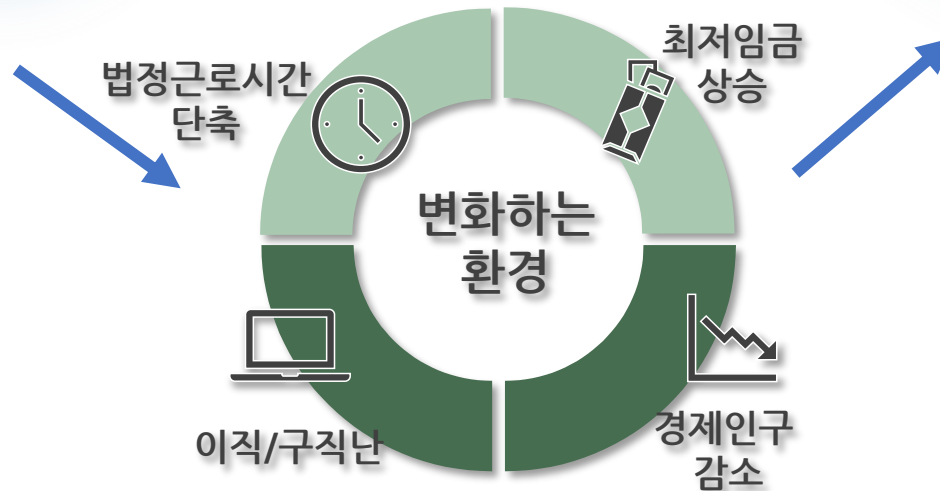 법정근로시간
단축
최저임금
상승
변화하는
환경
이직/구직난
경제인구
감소